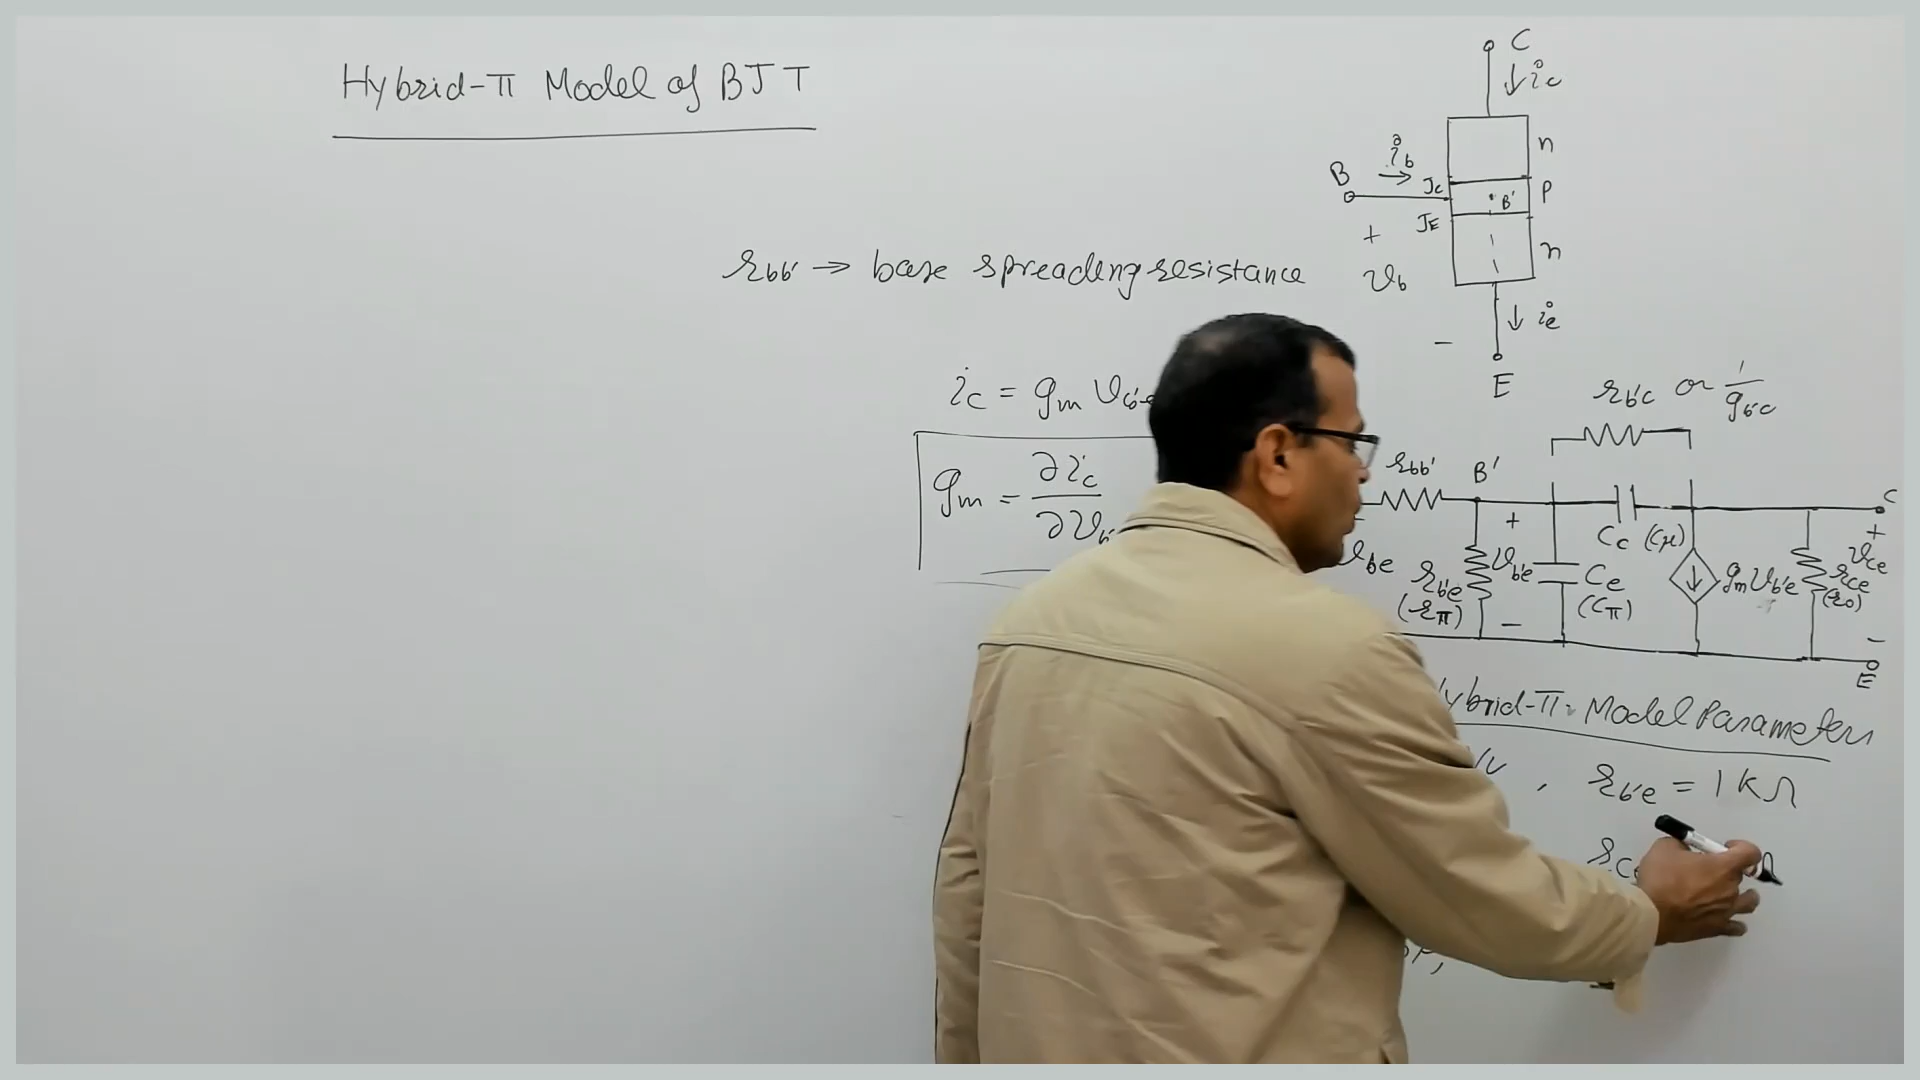 Hybrid-π Model of BJT
C
↓ic
n
ib
B →
Jc
B'
P
JE
+
vb
n
↓ ie
-
E
rbb' → base spreading resistance
ic = gm vb'e
gm = ∂ic / ∂vb'
rb'c or 1/gb'c
rbb'
B'
C
+
Cc (Cμ)
+
vbe
rb'e
(rπ)
vb'e
Ce
(Cπ)
gm vb'e
rce
(ro)
vce
-
-
E
Hybrid-π Model Parameters
, rb'e = 1 KΩ